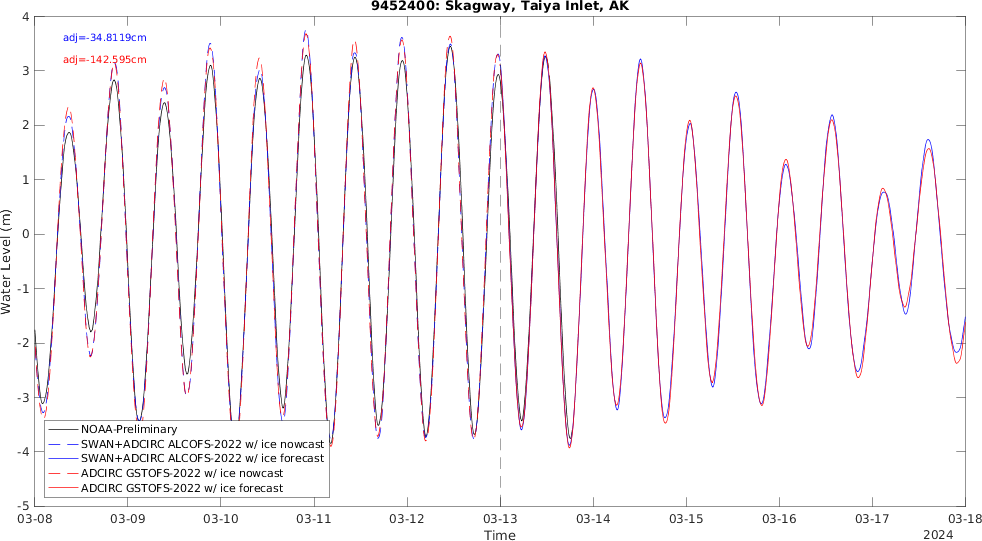 9452400: Skagway, Taiya Inlet, AK
adj=-34.8119cm
adj=-142.595cm
4
3
2
1
0
-1
-2
-3
-4
-5
Water Level (m)
NOAA-Preliminary
SWAN+ADCIRC ALCOFS-2022 w/ ice nowcast
SWAN+ADCIRC ALCOFS-2022 w/ ice forecast
ADCIRC GSTOFS-2022 w/ ice nowcast
ADCIRC GSTOFS-2022 w/ ice forecast
03-08 03-09 03-10 03-11 03-12 03-13 03-14 03-15 03-16 03-17 03-18
Time
2024